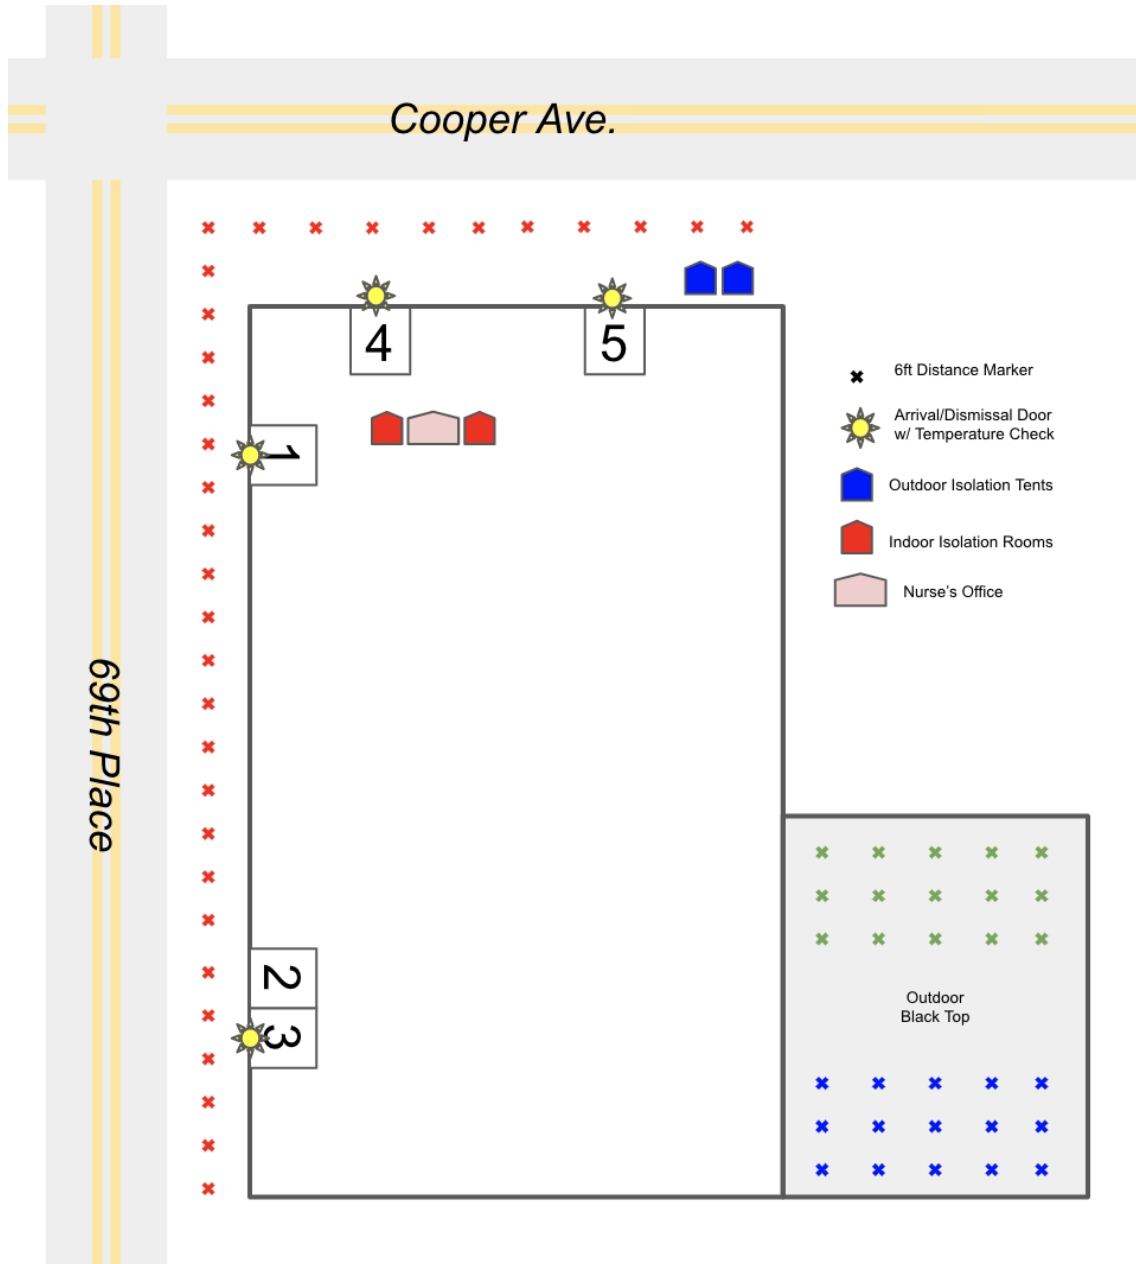 Cooper Ave.
4
5
1
6ft Distance Marker
Arrival/Dismissal Door
w/ Temperature Check
Outdoor Isolation Tents
Indoor Isolation Rooms
Nurse's Office
69th Place
2
3
Outdoor
Black Top